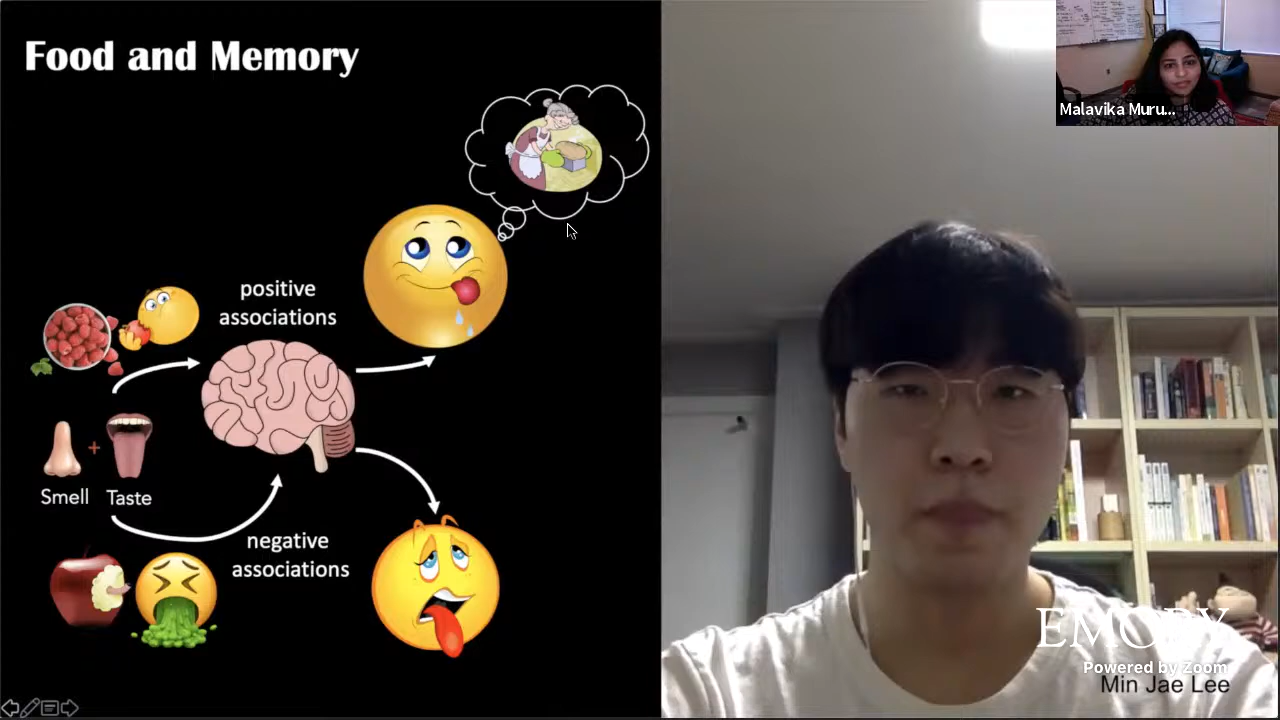 Food and Memory
Malavika Muru...
positive
associations
Smell
+
Taste
negative
associations
EMORY
Powered by Zoom
Min Jae Lee